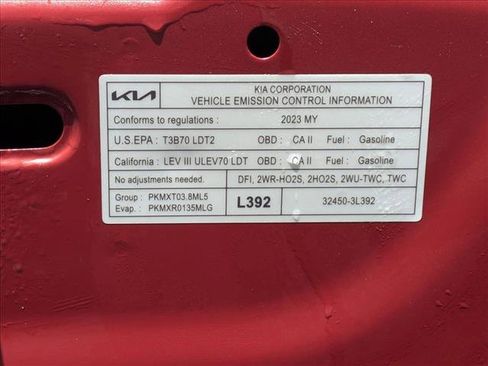 KIA
KIA CORPORATION
VEHICLE EMISSION CONTROL INFORMATION
Conforms to regulations : 2023 MY
U.S.EPA : T3B70 LDT2 OBD : CA II Fuel : Gasoline
California : LEV III ULEV70 LDT OBD : CA II Fuel : Gasoline
No adjustments needed. DFI, 2WR-HO2S, 2HO2S, 2WU-TWC, TWC
Group : PKMXT03.8ML5
Evap. : PKMXR0135MLG
L392
32450-3L392